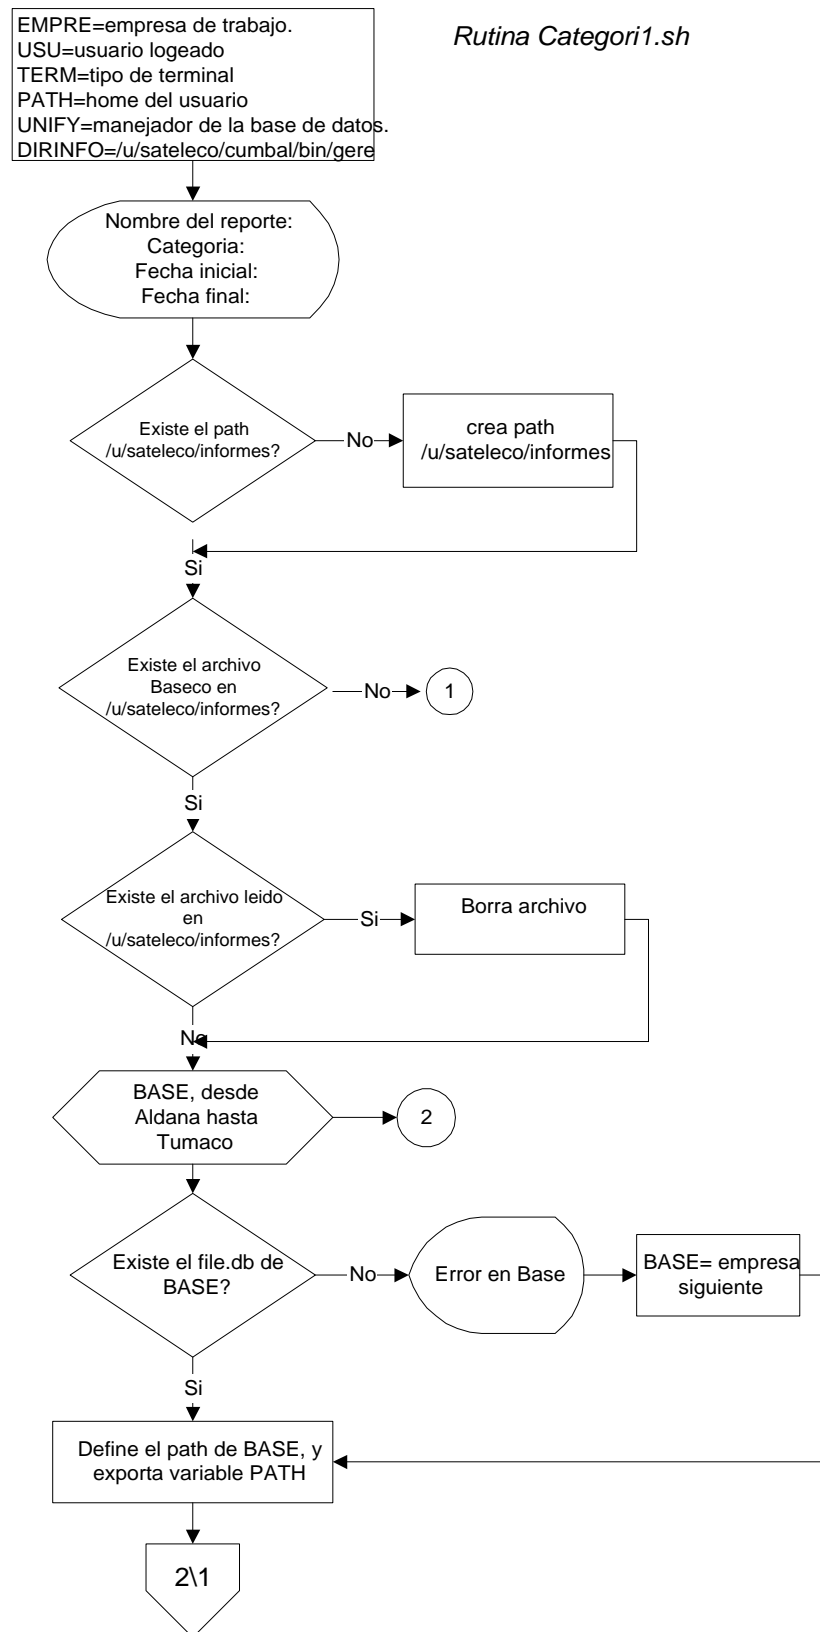 EMPRE=empresa de trabajo.
USU=usuario logeado
TERM=tipo de terminal
PATH=home del usuario
UNIFY=manejador de la base de datos.
DIRINFO=/u/sateleco/cumbal/bin/gere
Rutina Categori1.sh
Nombre del reporte:
Categoria:
Fecha inicial:
Fecha final:
Existe el path
/u/sateleco/informes?
No
crea path
/u/sateleco/informes
Si
Existe el archivo
Baseco en
/u/sateleco/informes?
No
1
Si
Existe el archivo leido
en
/u/sateleco/informes?
Si
Borra archivo
No
BASE, desde
Aldana hasta
Tumaco
2
Existe el file.db de
BASE?
No
Error en Base
BASE= empresa
siguiente
Si
Define el path de BASE, y
exporta variable PATH
2\1